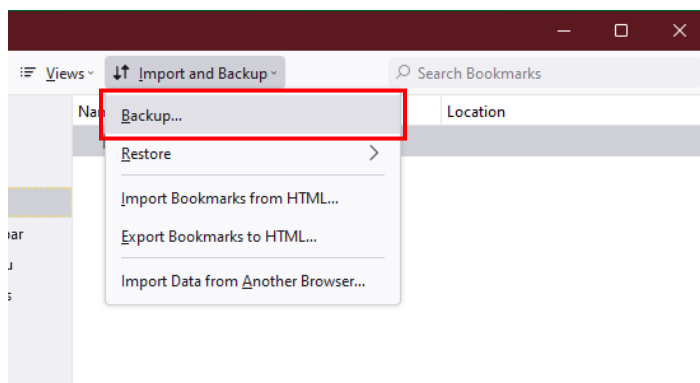 Views
Import and Backup
Search Bookmarks
Location
Backup...
Restore
Import Bookmarks from HTML...
Export Bookmarks to HTML...
Import Data from Another Browser...